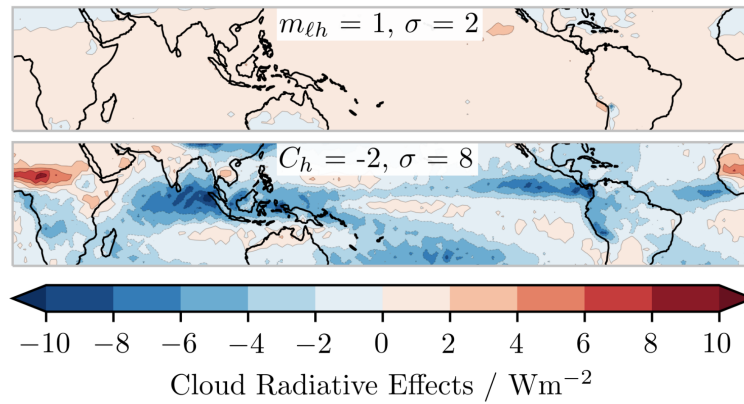 m_{ℓh} = 1, σ = 2
C_h = -2, σ = 8
−10 −8 −6 −4 −2 0 2 4 6 8 10
Cloud Radiative Effects / Wm⁻²